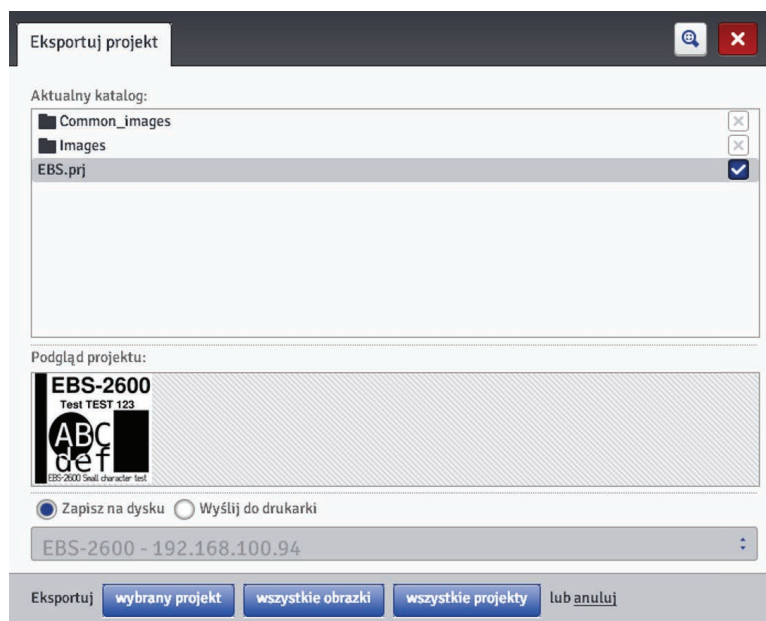 Eksportuj projekt
Aktualny katalog:
Common_images
Images
EBS.prj
Podgląd projektu:
EBS-2600
Test TEST 123
ABC
def
EBS-2600 Small character test
Zapisz na dysku Wyślij do drukarki
EBS-2600 - 192.168.100.94
Eksportuj wybrany projekt wszystkie obrazki wszystkie projekty lub anuluj